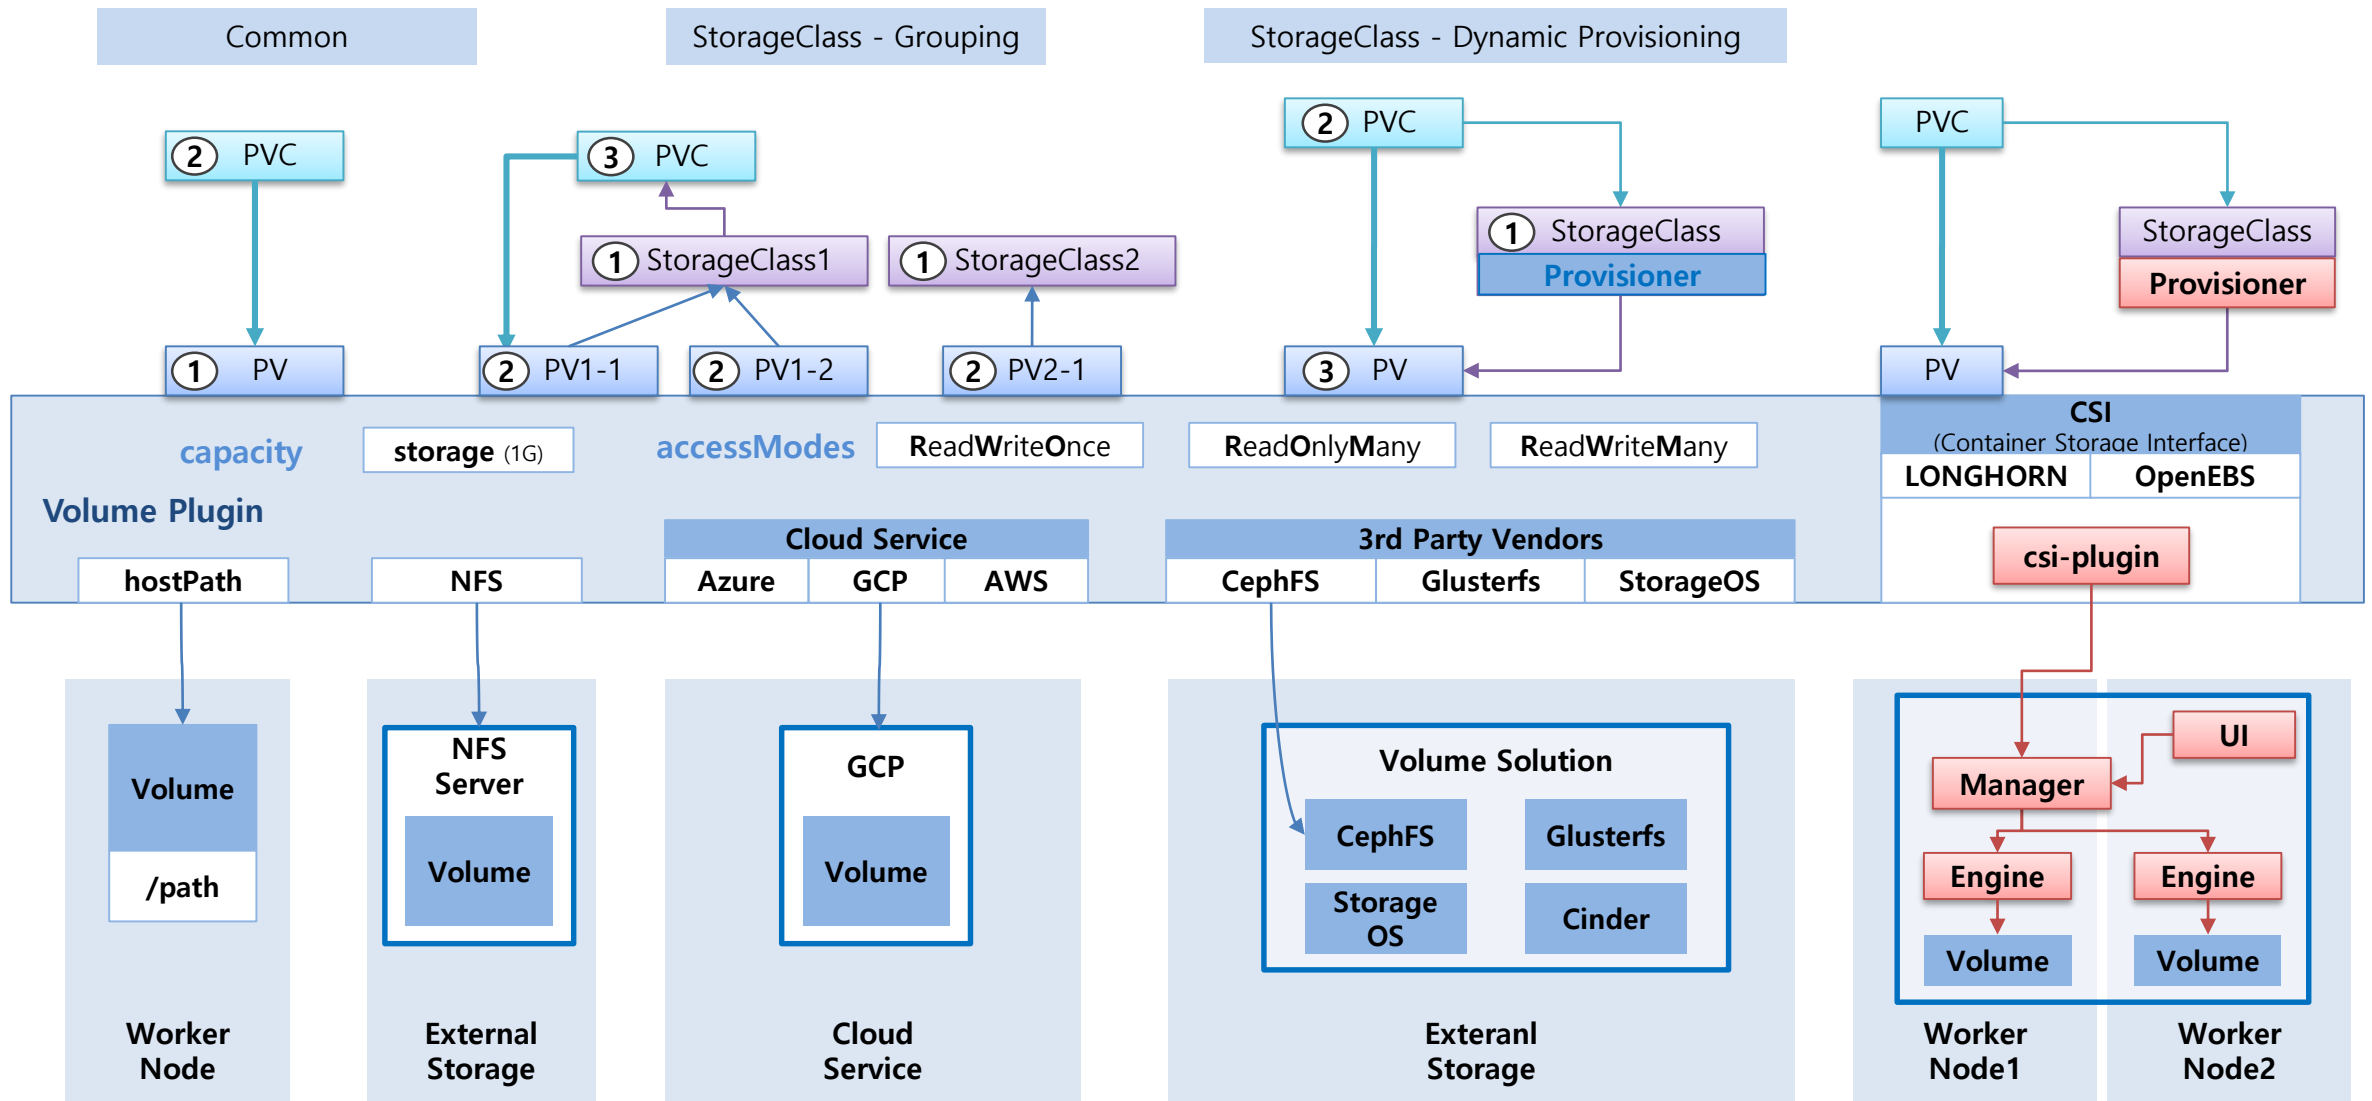 Common
StorageClass - Grouping
StorageClass - Dynamic Provisioning
2 PVC
3 PVC
2 PVC
PVC
1 StorageClass1
1 StorageClass2
1 StorageClass
Provisioner
StorageClass
Provisioner
1 PV
2 PV1-1
2 PV1-2
2 PV2-1
3 PV
PV
capacity
storage (1G)
accessModes
ReadWriteOnce
ReadOnlyMany
ReadWriteMany
CSI
(Container Storage Interface)
LONGHORN
OpenEBS
csi-plugin
Volume Plugin
hostPath
NFS
Cloud Service
Azure
GCP
AWS
3rd Party Vendors
CephFS
Glusterfs
StorageOS
Volume
/path
Worker
Node
NFS
Server
Volume
External
Storage
GCP
Volume
Cloud
Service
Volume Solution
CephFS
Glusterfs
Storage
OS
Cinder
Exteranl
Storage
UI
Manager
Engine
Engine
Volume
Volume
Worker
Node1
Worker
Node2